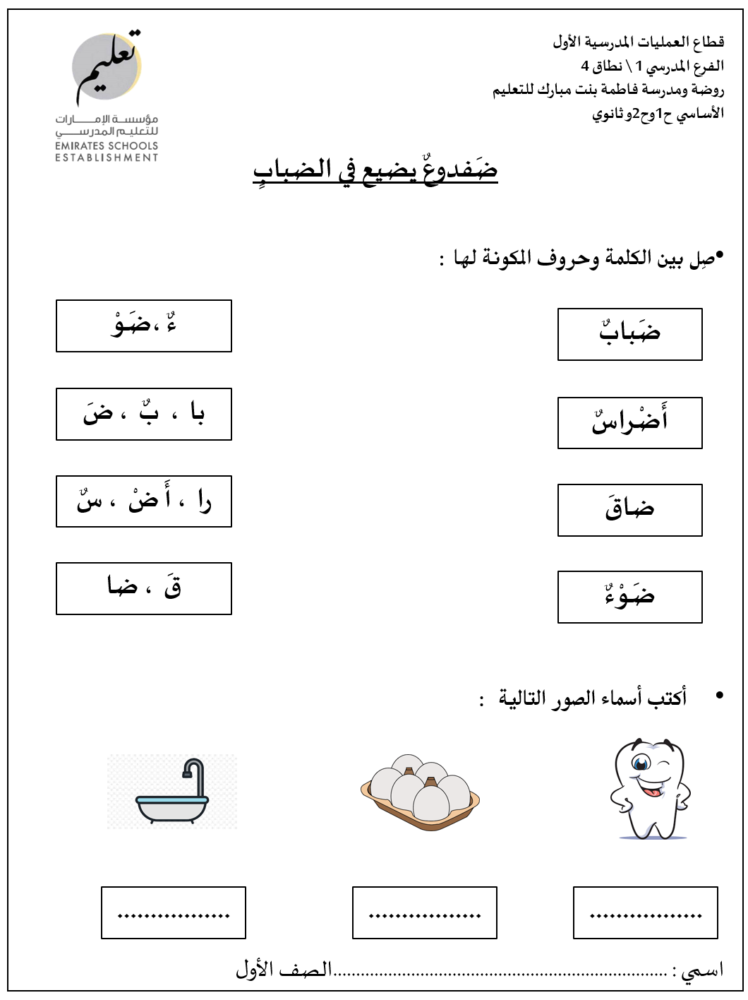 قطاع العمليات المدرسية الأول
الفرع المدرسي 1 \ نطاق 4
روضة ومدرسة فاطمة بنت مبارك للتعليم
الأساسي ح1وح2و ثانوي
تعليم
مؤسسة الإمارات
للتعليم المدرسي
EMIRATES SCHOOLS
ESTABLISHMENT
ضَفدوعٌ يضيع في الضبابٍ
•صِل بين الكلمة وحروف المكونة لها :
ضَبابٌ
ءٌ ،ضَوْ
أَضْراسٌ
با ، بٌ ، ضَ
ضاقَ
را ، أَ ضْ ، سٌ
ضَوْءٌ
قَ ، ضا
• أكتب أسماء الصور التالية :
................. ................. .................
اسمي : .........................................................................الصف الأول